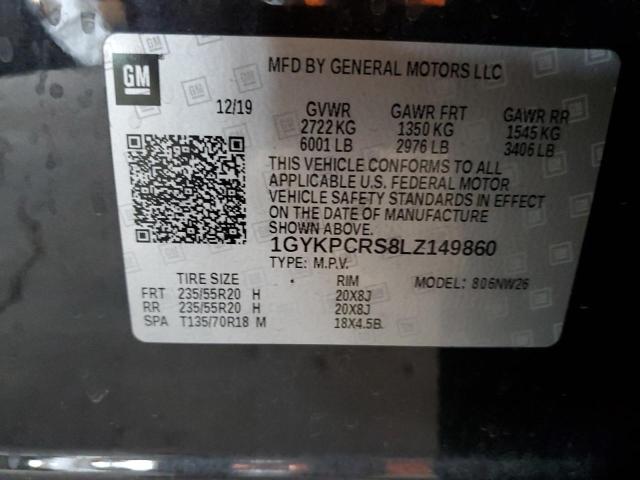 GM
MFD BY GENERAL MOTORS LLC
12/19 GVWR GAWR FRT GAWR RR
2722 KG 1350 KG 1545 KG
6001 LB 2976 LB 3406 LB
THIS VEHICLE CONFORMS TO ALL
APPLICABLE U.S. FEDERAL MOTOR
VEHICLE SAFETY STANDARDS IN EFFECT
ON THE DATE OF MANUFACTURE
SHOWN ABOVE.
1GYKPCRS8LZ149860
TYPE: M.P.V.
TIRE SIZE RIM MODEL: 806NW26
FRT 235/55R20 H 20X8J
RR 235/55R20 H 20X8J
SPA T135/70R18 M 18X4.5B